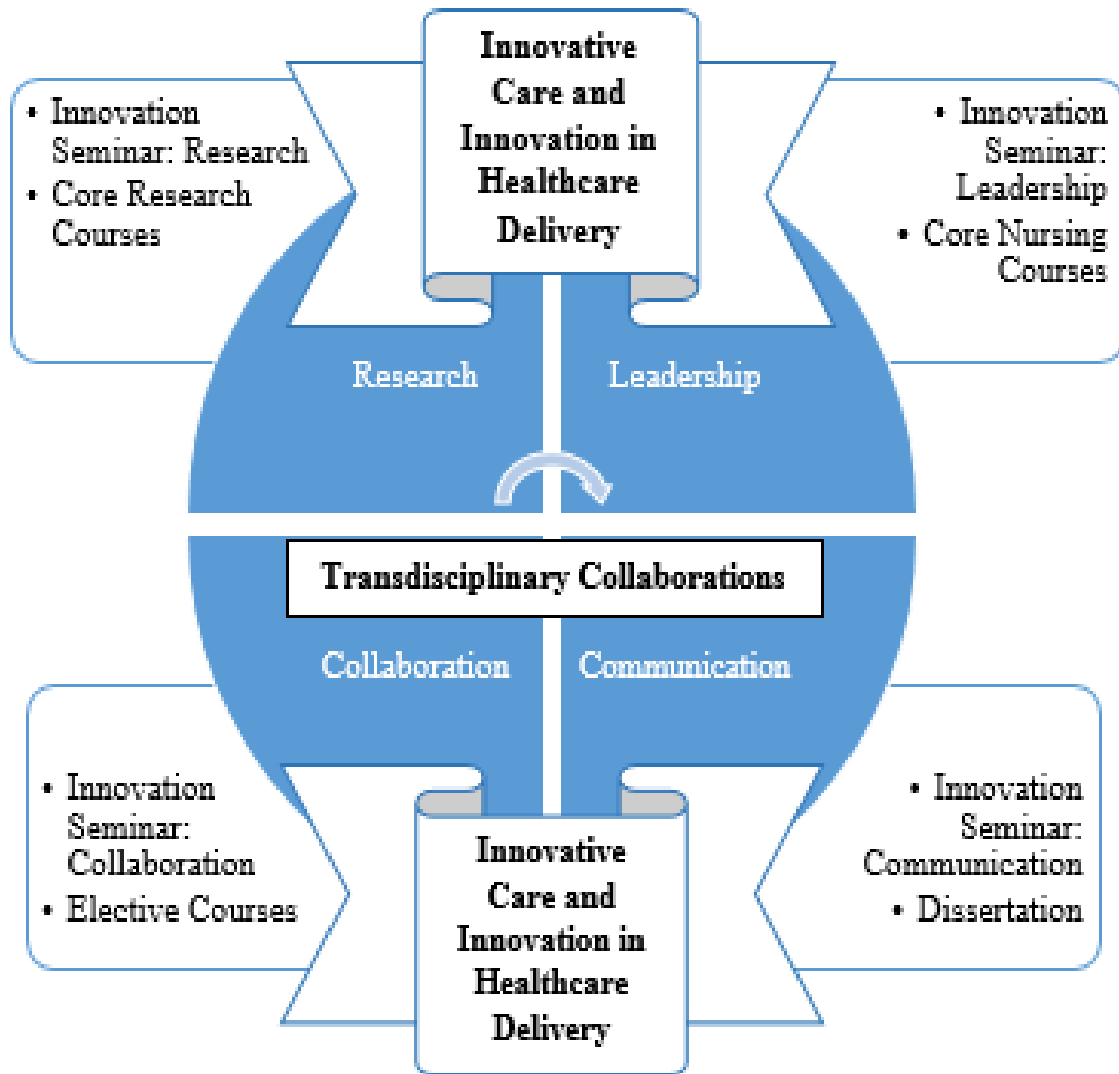 Innovative
Care and
Innovation in
Healthcare
Delivery
• Innovation
Seminar: Research
• Core Research
Courses
• Innovation
Seminar:
Leadership
• Core Nursing
Courses
Research
Leadership
Transdisciplinary Collaborations
Collaboration
Communication
• Innovation
Seminar:
Collaboration
• Elective Courses
• Innovation
Seminar:
Communication
• Dissertation
Innovative
Care and
Innovation in
Healthcare
Delivery